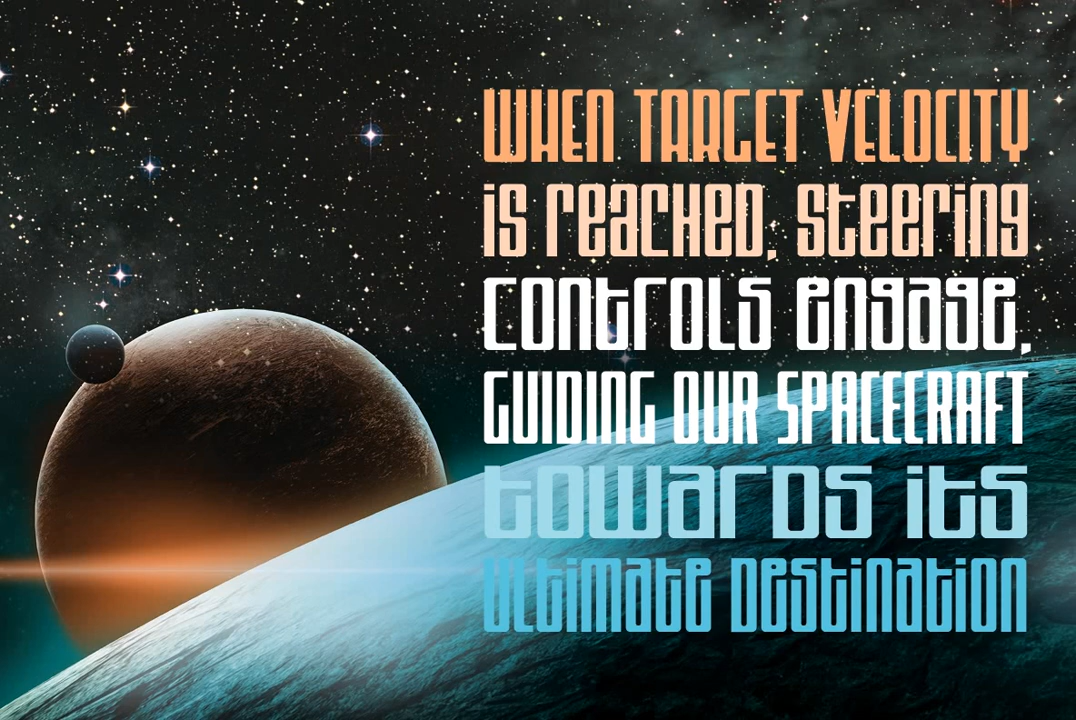 WHEN TARGET VELOCITY
is reached, steering
controls engage,
GUIDING OUR SPACECRAFT
towards its
ultimate destination